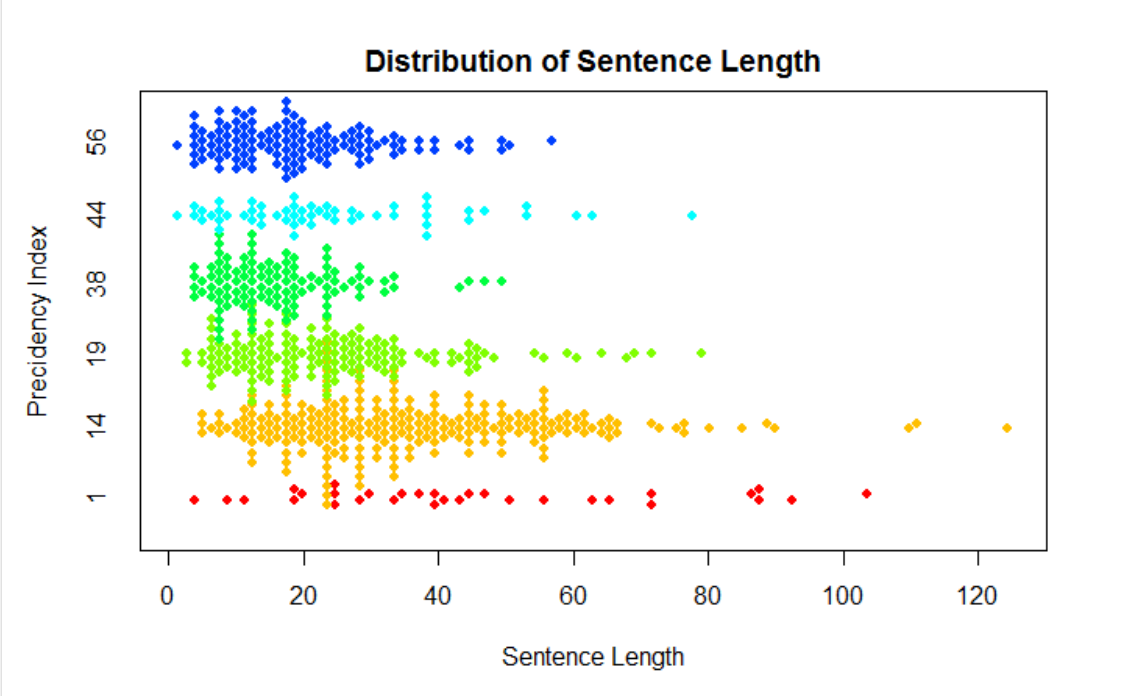 Distribution of Sentence Length
Precidency Index
56
44
38
19
14
1
0 20 40 60 80 100 120
Sentence Length